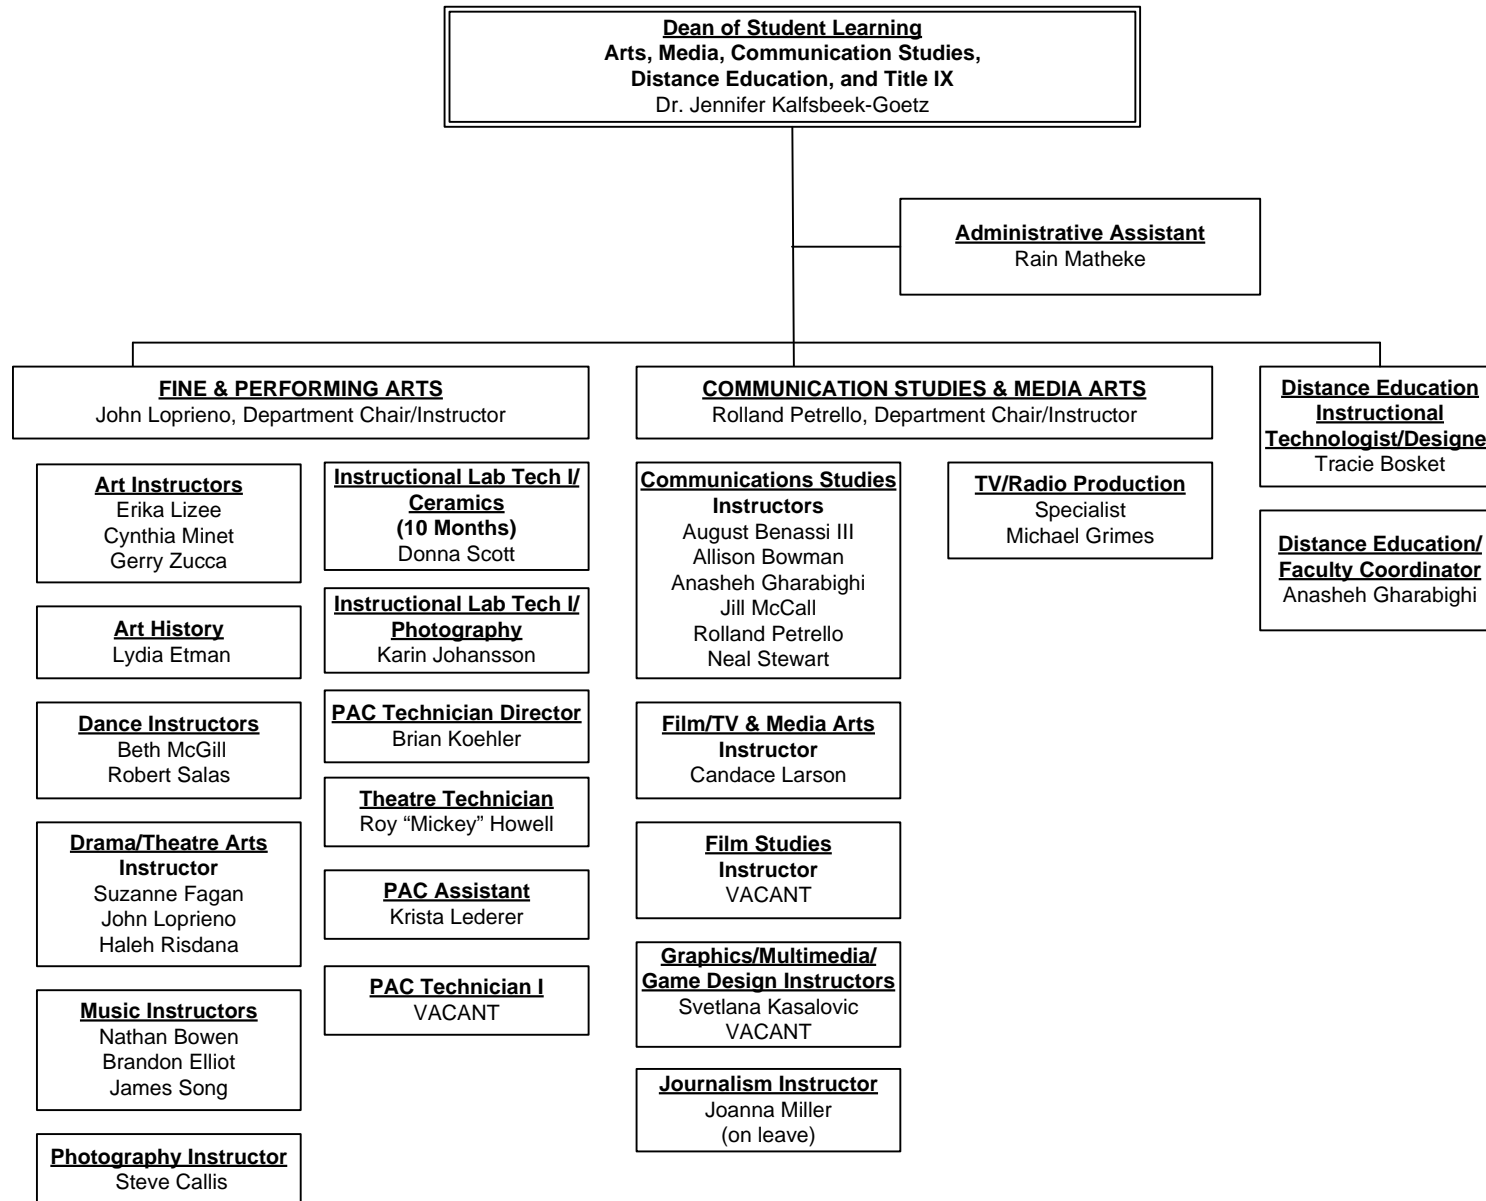 Dean of Student Learning
Arts, Media, Communication Studies,
Distance Education, and Title IX
Dr. Jennifer Kalfsbeek-Goetz
Administrative Assistant
Rain Matheke
FINE & PERFORMING ARTS
John Loprieno, Department Chair/Instructor
Art Instructors
Erika Lizee
Cynthia Minet
Gerry Zucca
Art History
Lydia Etman
Dance Instructors
Beth McGill
Robert Salas
Drama/Theatre Arts
Instructor
Suzanne Fagan
John Loprieno
Haleh Risdana
Music Instructors
Nathan Bowen
Brandon Elliot
James Song
Photography Instructor
Steve Callis
Instructional Lab Tech I/
Ceramics
(10 Months)
Donna Scott
Instructional Lab Tech I/
Photography
Karin Johansson
PAC Technician Director
Brian Koehler
Theatre Technician
Roy “Mickey” Howell
PAC Assistant
Krista Lederer
PAC Technician I
VACANT
COMMUNICATION STUDIES & MEDIA ARTS
Rolland Petrello, Department Chair/Instructor
Communications Studies
Instructors
August Benassi III
Allison Bowman
Anasheh Gharabighi
Jill McCall
Rolland Petrello
Neal Stewart
Film/TV & Media Arts
Instructor
Candace Larson
Film Studies
Instructor
VACANT
Graphics/Multimedia/
Game Design Instructors
Svetlana Kasalovic
VACANT
Journalism Instructor
Joanna Miller
(on leave)
TV/Radio Production
Specialist
Michael Grimes
Distance Education
Instructional
Technologist/Designe
Tracie Bosket
Distance Education/
Faculty Coordinator
Anasheh Gharabighi